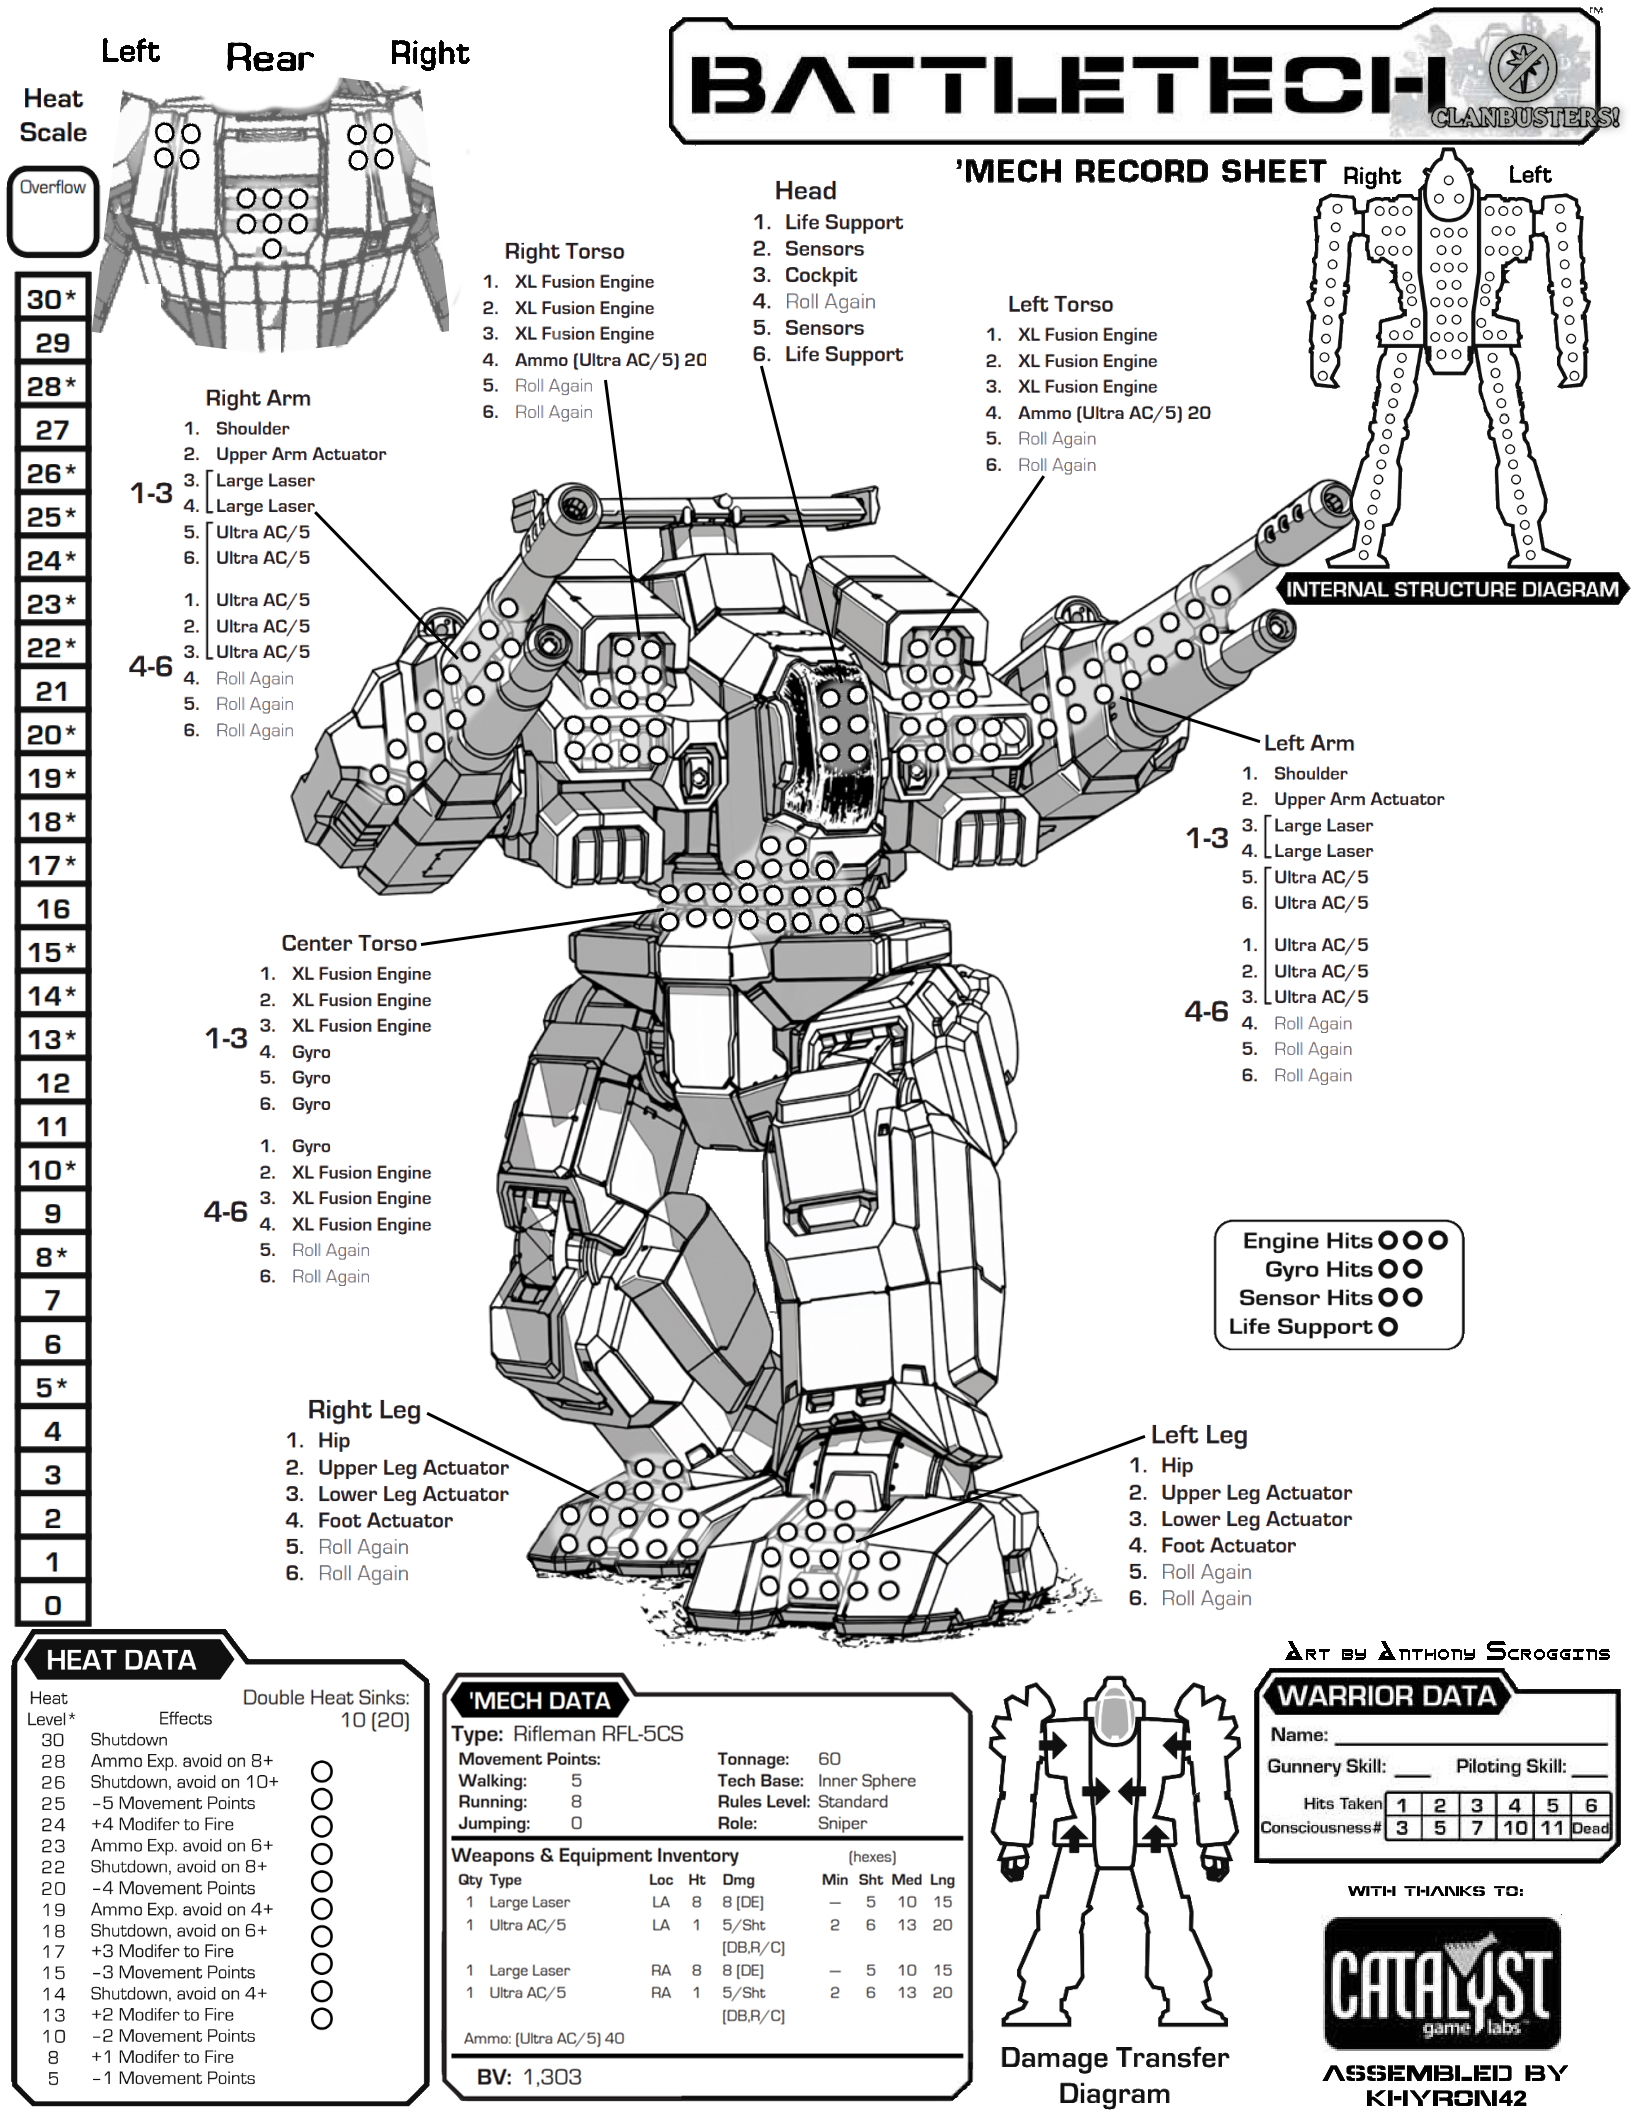 Left Rear Right
Heat
Scale
Overflow
30*
29
28*
27
26*
25*
24*
23*
22*
21
20*
19*
18*
17*
16
15*
14*
13*
12
11
10*
9
8*
7
6
5*
4
3
2
1
0
BATTLETECH
™
CLANBUSTERS!
'MECH RECORD SHEET
Right Left
INTERNAL STRUCTURE DIAGRAM
Head
1. Life Support
2. Sensors
3. Cockpit
4. Roll Again
5. Sensors
6. Life Support
Right Torso
1. XL Fusion Engine
2. XL Fusion Engine
3. XL Fusion Engine
4. Ammo (Ultra AC/5) 20
5. Roll Again
6. Roll Again
Left Torso
1. XL Fusion Engine
2. XL Fusion Engine
3. XL Fusion Engine
4. Ammo (Ultra AC/5) 20
5. Roll Again
6. Roll Again
Right Arm
1-3
1. Shoulder
2. Upper Arm Actuator
3. Large Laser
4. Large Laser
5. Ultra AC/5
6. Ultra AC/5
4-6
1. Ultra AC/5
2. Ultra AC/5
3. Ultra AC/5
4. Roll Again
5. Roll Again
6. Roll Again
Left Arm
1-3
1. Shoulder
2. Upper Arm Actuator
3. Large Laser
4. Large Laser
5. Ultra AC/5
6. Ultra AC/5
4-6
1. Ultra AC/5
2. Ultra AC/5
3. Ultra AC/5
4. Roll Again
5. Roll Again
6. Roll Again
Center Torso
1-3
1. XL Fusion Engine
2. XL Fusion Engine
3. XL Fusion Engine
4. Gyro
5. Gyro
6. Gyro
4-6
1. Gyro
2. XL Fusion Engine
3. XL Fusion Engine
4. XL Fusion Engine
5. Roll Again
6. Roll Again
Engine Hits
Gyro Hits
Sensor Hits
Life Support
Right Leg
1. Hip
2. Upper Leg Actuator
3. Lower Leg Actuator
4. Foot Actuator
5. Roll Again
6. Roll Again
Left Leg
1. Hip
2. Upper Leg Actuator
3. Lower Leg Actuator
4. Foot Actuator
5. Roll Again
6. Roll Again
HEAT DATA
Heat
Level* Effects
Double Heat Sinks:
10 (20)
30 Shutdown
28 Ammo Exp. avoid on 8+
26 Shutdown, avoid on 10+
25 -5 Movement Points
24 +4 Modifer to Fire
23 Ammo Exp. avoid on 6+
22 Shutdown, avoid on 8+
20 -4 Movement Points
19 Ammo Exp. avoid on 4+
18 Shutdown, avoid on 6+
17 +3 Modifer to Fire
15 -3 Movement Points
14 Shutdown, avoid on 4+
13 +2 Modifer to Fire
10 -2 Movement Points
8 +1 Modifer to Fire
5 -1 Movement Points
'MECH DATA
Type: Rifleman RFL-5CS
Movement Points:
Walking: 5
Running: 8
Jumping: 0
Tonnage: 60
Tech Base: Inner Sphere
Rules Level: Standard
Role: Sniper
Weapons & Equipment Inventory (hexes)
Qty Type Loc Ht Dmg Min Sht Med Lng
1 Large Laser LA 8 8 [DE] — 5 10 15
1 Ultra AC/5 LA 1 5/Sht 2 6 13 20
[DB,R/C]
1 Large Laser RA 8 8 [DE] — 5 10 15
1 Ultra AC/5 RA 1 5/Sht 2 6 13 20
[DB,R/C]
Ammo: (Ultra AC/5) 40
BV: 1,303
Damage Transfer
Diagram
Art by Anthony Scroggins
WARRIOR DATA
Name:
Gunnery Skill: Piloting Skill:
Hits Taken 1 2 3 4 5 6
Consciousness# 3 5 7 10 11 Dead
WITH THANKS TO:
CATALYST
game labs™
ASSEMBLED BY
KHYRON42